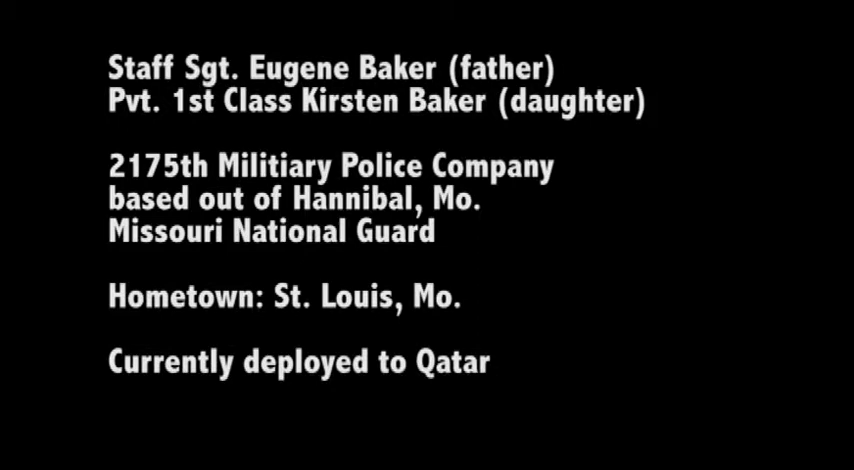 Staff Sgt. Eugene Baker (father)
Pvt. 1st Class Kirsten Baker (daughter)
2175th Militiary Police Company
based out of Hannibal, Mo.
Missouri National Guard
Hometown: St. Louis, Mo.
Currently deployed to Qatar